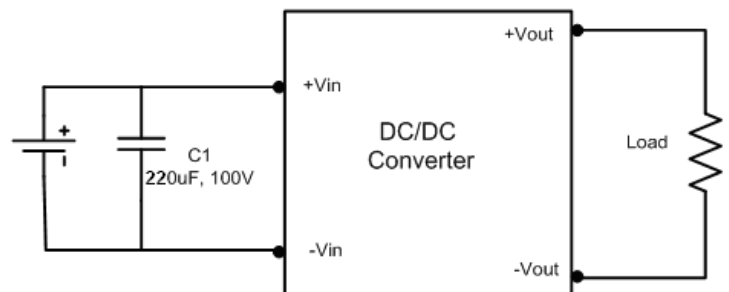 +Vout
+Vin
DC/DC
Converter
Load
C1
220uF, 100V
-Vin
-Vout
+
-